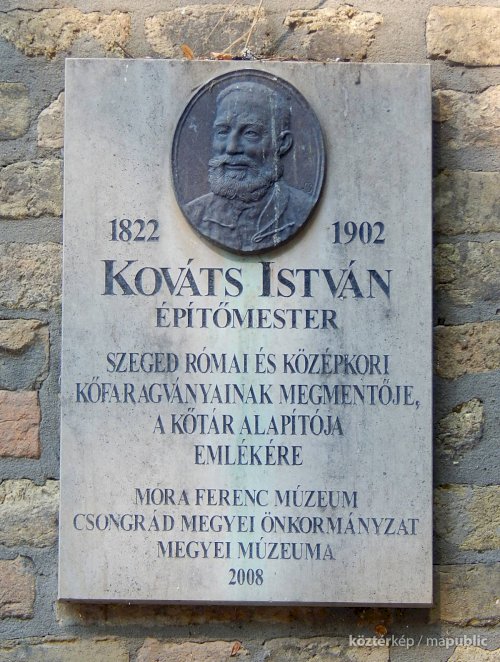 1822 1902
KOVÁTS ISTVÁN
ÉPÍTŐMESTER
SZEGED RÓMAI ÉS KÖZÉPKORI
KŐFARAGVÁNYAINAK MEGMENTŐJE,
A KŐTÁR ALAPÍTÓJA
EMLÉKÉRE
MÓRA FERENC MÚZEUM
CSONGRÁD MEGYEI ÖNKORMÁNYZAT
MEGYEI MÚZEUMA
2008
köztérkép / mapublic